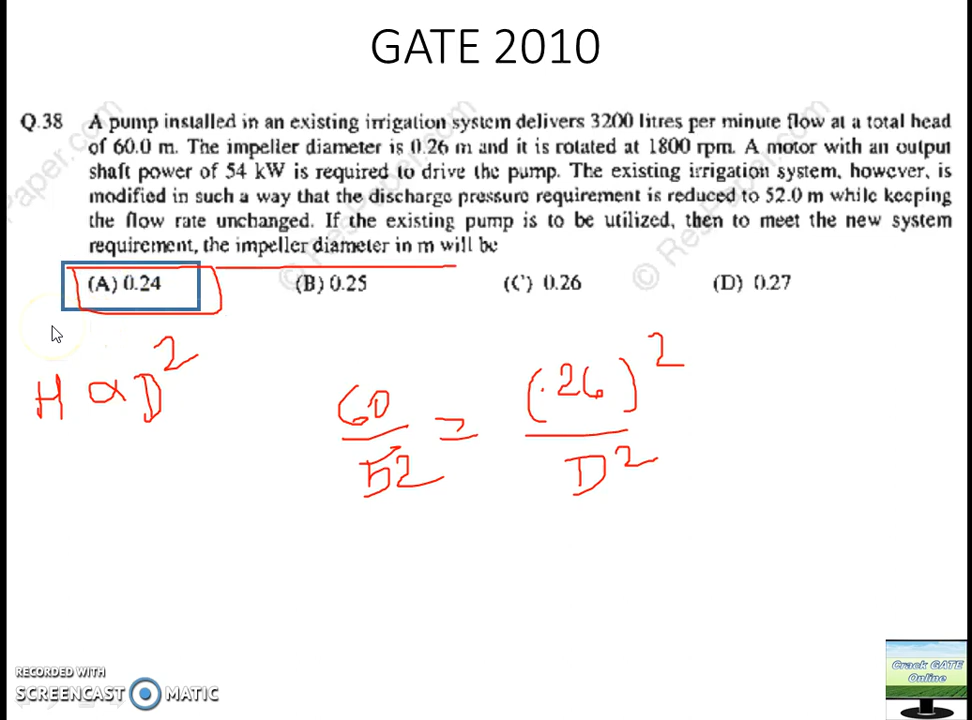 GATE 2010
Q.38 A pump installed in an existing irrigation system delivers 3200 litres per minute flow at a total head
of 60.0 m. The impeller diameter is 0.26 m and it is rotated at 1800 rpm. A motor with an output
shaft power of 54 kW is required to drive the pump. The existing irrigation system, however, is
modified in such a way that the discharge pressure requirement is reduced to 52.0 m while keeping
the flow rate unchanged. If the existing pump is to be utilized, then to meet the new system
requirement, the impeller diameter in m will be
(A) 0.24 (B) 0.25 (C) 0.26 (D) 0.27
H ∝ D²
60/52 = (.26)²/D²
RECORDED WITH
SCREENCAST O MATIC
Crack GATE
Online